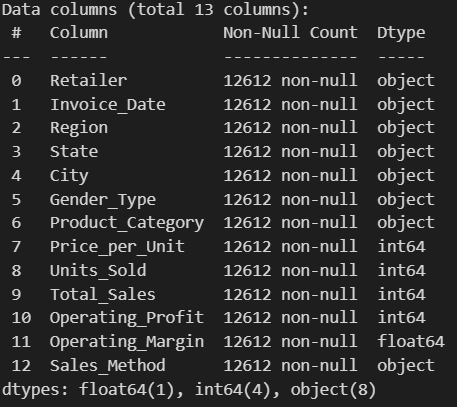 Data columns (total 13 columns):
 #   Column            Non-Null Count  Dtype
---  ------            --------------  -----
 0   Retailer          12612 non-null  object
 1   Invoice_Date      12612 non-null  object
 2   Region            12612 non-null  object
 3   State             12612 non-null  object
 4   City              12612 non-null  object
 5   Gender_Type       12612 non-null  object
 6   Product_Category  12612 non-null  object
 7   Price_per_Unit    12612 non-null  int64
 8   Units_Sold        12612 non-null  int64
 9   Total_Sales       12612 non-null  int64
 10  Operating_Profit  12612 non-null  int64
 11  Operating_Margin  12612 non-null  float64
 12  Sales_Method      12612 non-null  object
dtypes: float64(1), int64(4), object(8)